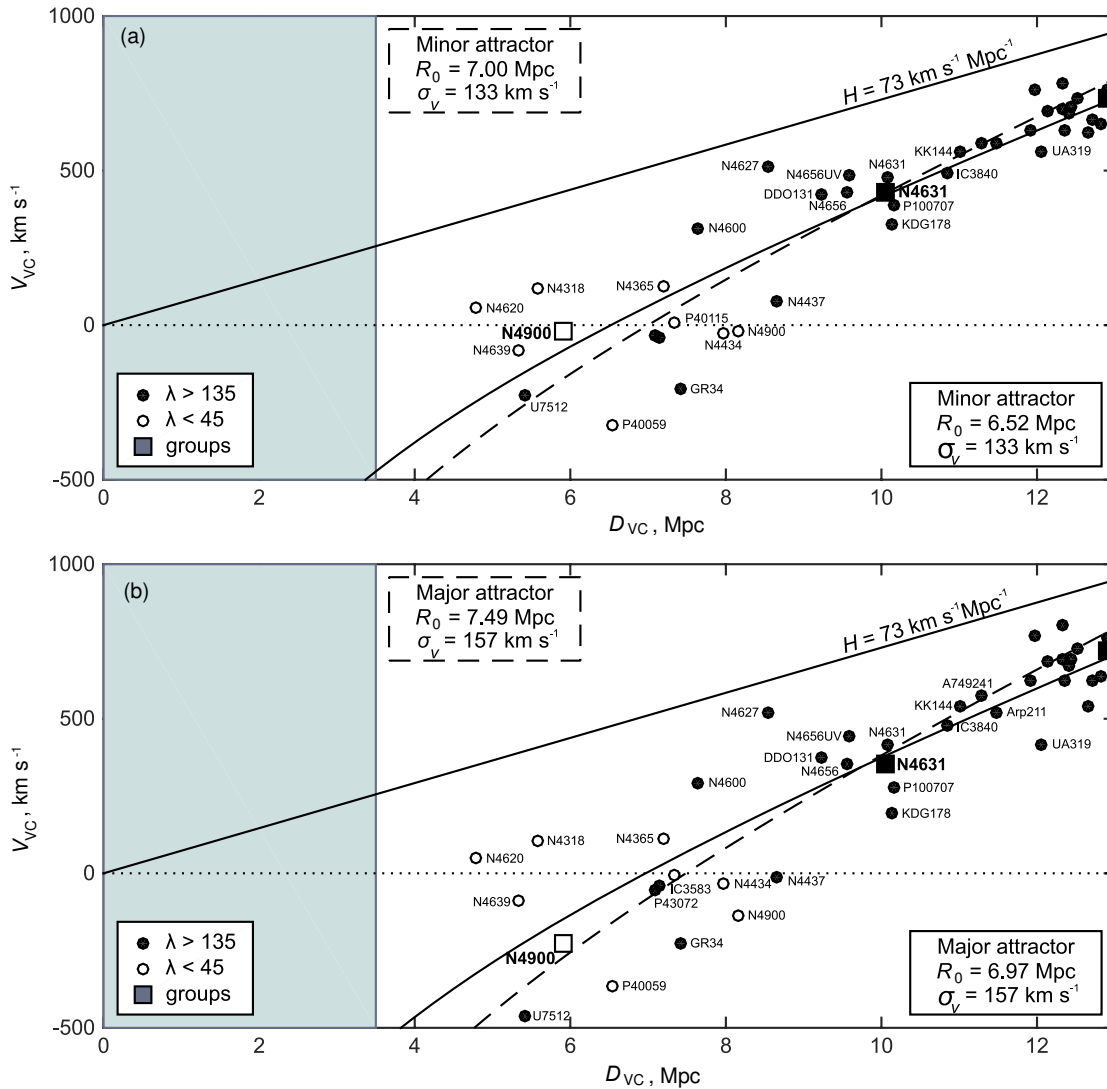 (a)
Minor attractor
R₀ = 7.00 Mpc
σᵥ = 133 km s⁻¹
H = 73 km s⁻¹ Mpc⁻¹
1000
500
0
-500
V_VC, km s⁻¹
N4627
N4656UV
N4631
KK144
UA319
DDO131
IC3840
N4656
N4631
P100707
N4600
KDG178
N4318
N4365
N4620
P40115
N4437
N4900
N4900
N4434
N4639
GR34
U7512
P40059
λ > 135
λ < 45
groups
Minor attractor
R₀ = 6.52 Mpc
σᵥ = 133 km s⁻¹
0 2 4 6 8 10 12
D_VC, Mpc
(b)
Major attractor
R₀ = 7.49 Mpc
σᵥ = 157 km s⁻¹
H = 73 km s⁻¹Mpc⁻¹
1000
500
0
-500
V_VC, km s⁻¹
A749241
N4627
KK144
Arp211
N4656UV
N4631
IC3840
UA319
DDO131
N4656
N4631
N4600
P100707
KDG178
N4318
N4365
N4620
IC3583
N4434
N4437
N4639
P43072
N4900
N4900
GR34
P40059
U7512
λ > 135
λ < 45
groups
Major attractor
R₀ = 6.97 Mpc
σᵥ = 157 km s⁻¹
0 2 4 6 8 10 12
D_VC, Mpc